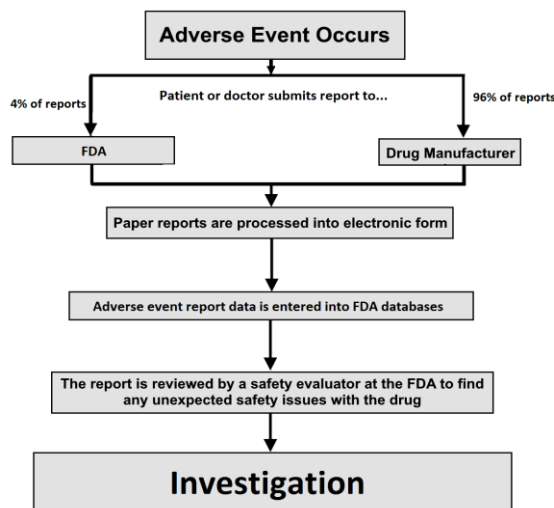 Adverse Event Occurs
4% of reports
Patient or doctor submits report to...
96% of reports
FDA
Drug Manufacturer
Paper reports are processed into electronic form
Adverse event report data is entered into FDA databases
The report is reviewed by a safety evaluator at the FDA to find
any unexpected safety issues with the drug
Investigation